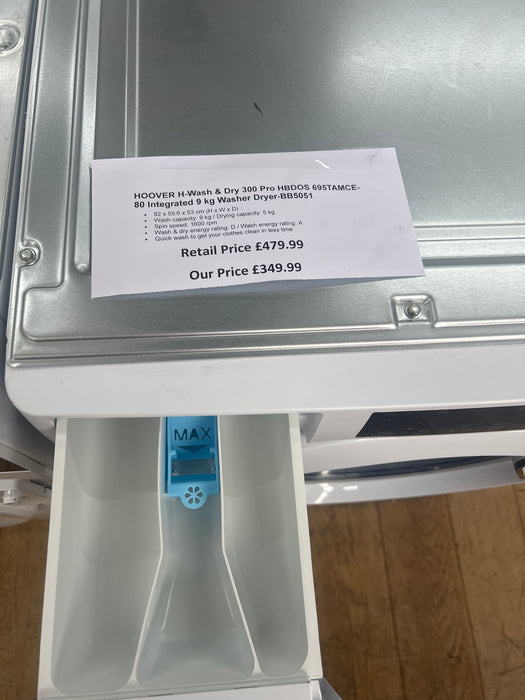 HOOVER H-Wash & Dry 300 Pro HBDOS 695TAMCE-
80 Integrated 9 kg Washer Dryer-BB5051
• 82 x 59.6 x 53 cm (H x W x D)
• Wash capacity: 9 kg / Drying capacity: 5 kg
• Spin speed: 1600 rpm
• Wash & dry energy rating: D / Wash energy rating: A
• Quick wash to get your clothes clean in less time
Retail Price £479.99
Our Price £349.99
MAX